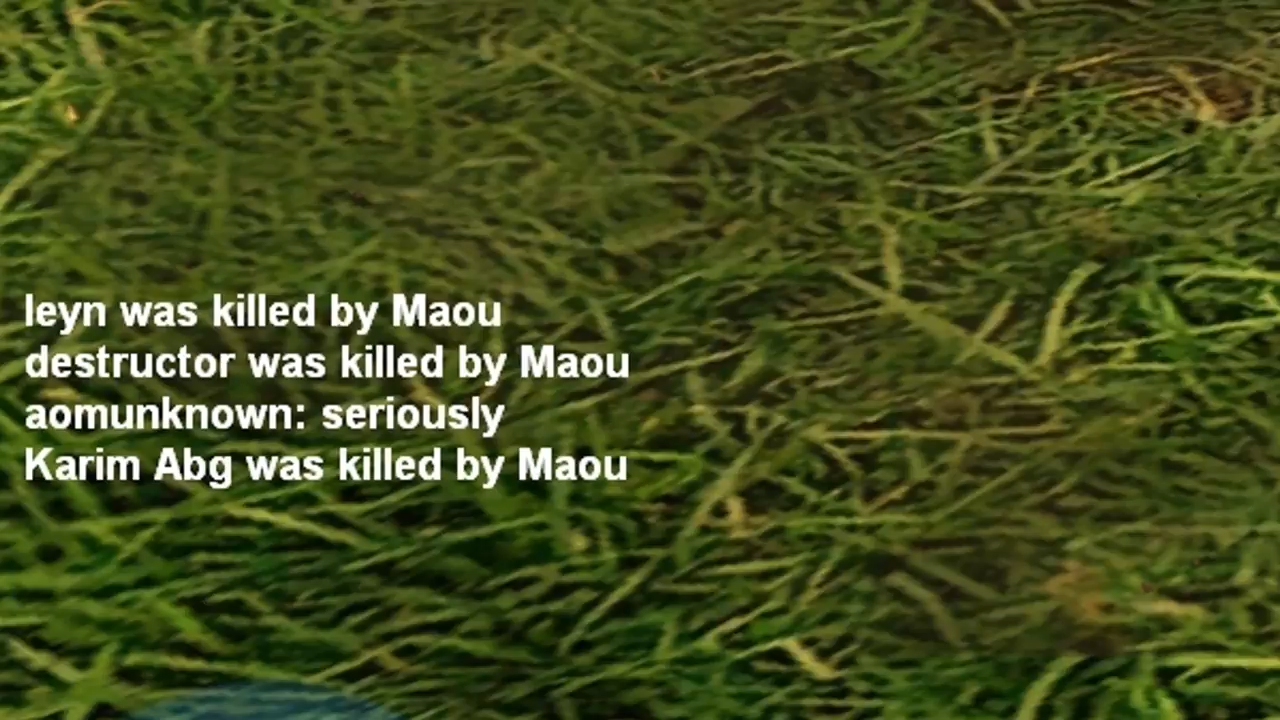 leyn was killed by Maou
destructor was killed by Maou
aomunknown: seriously
Karim Abg was killed by Maou